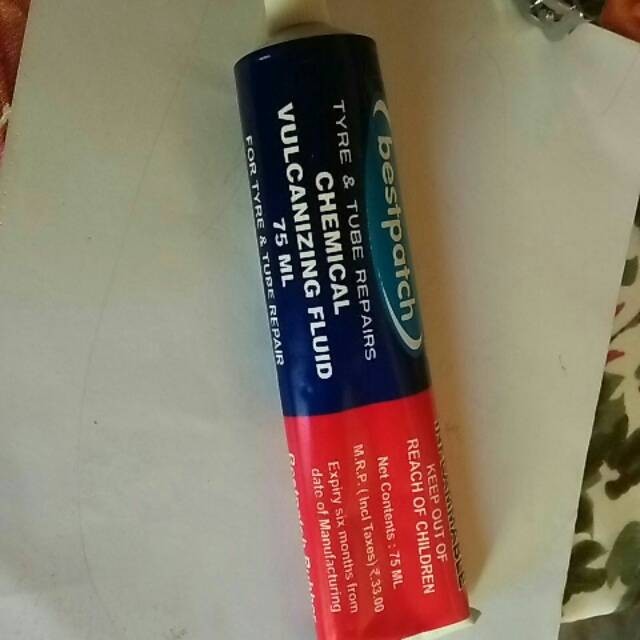 bestpatch
TYRE & TUBE REPAIRS
CHEMICAL
VULCANIZING FLUID
75 ML
FOR TYRE & TUBE REPAIR
KEEP OUT OF
REACH OF CHILDREN
Net Contents : 75 ML
M.R.P. ( Incl.Taxes) ₹.33.00
Expiry six months from
date of Manufacturing